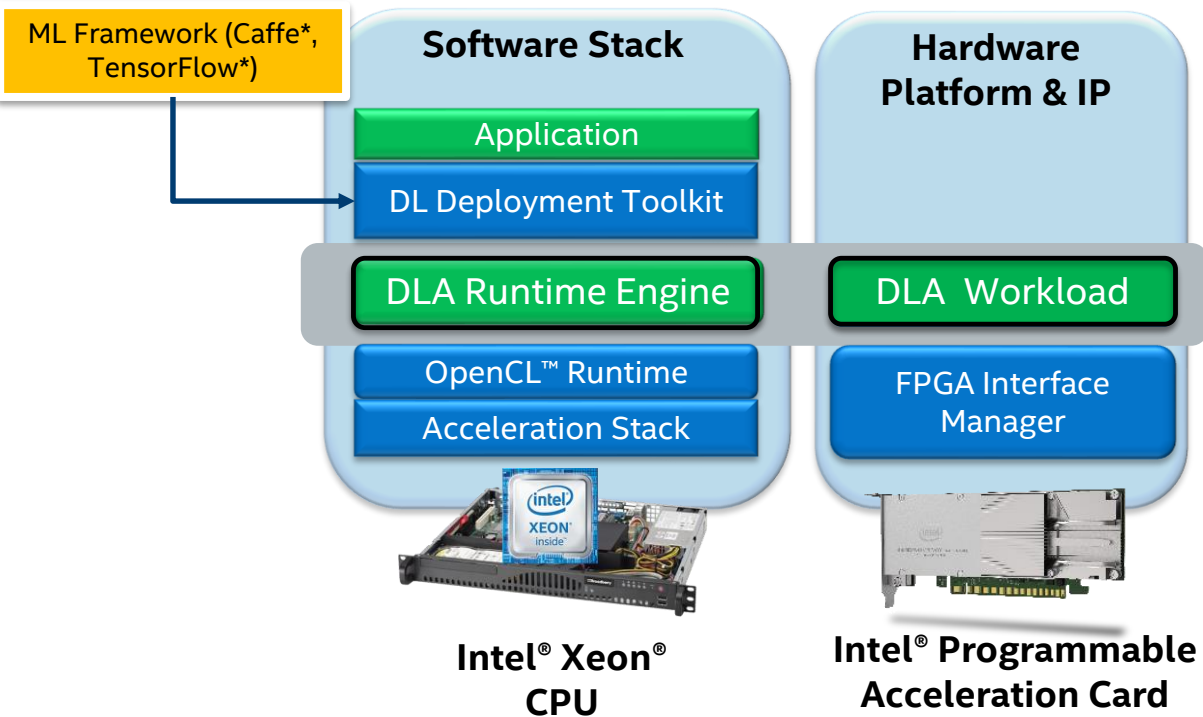 ML Framework (Caffe*,
TensorFlow*)
Software Stack
Application
DL Deployment Toolkit
DLA Runtime Engine
OpenCL™ Runtime
Acceleration Stack
intel
XEON®
inside™
Intel® Xeon®
CPU
Hardware
Platform & IP
DLA Workload
FPGA Interface
Manager
Intel® Programmable
Acceleration Card